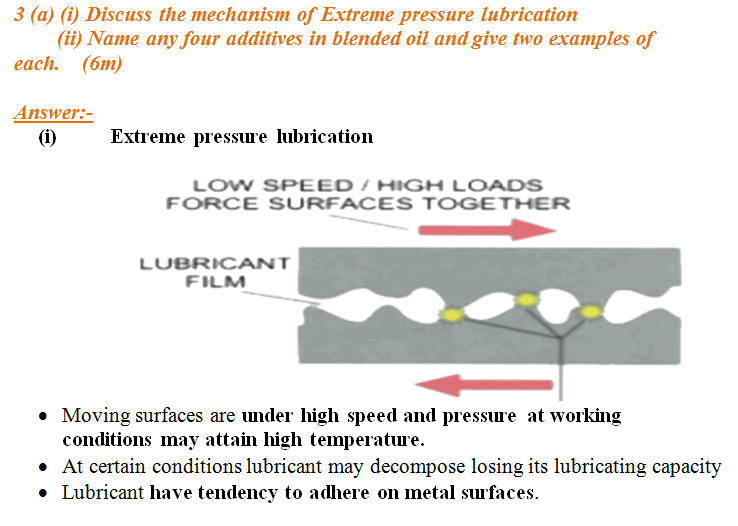 3 (a) (i) Discuss the mechanism of Extreme pressure lubrication
(ii) Name any four additives in blended oil and give two examples of
each. (6m)
Answer:-
(i) Extreme pressure lubrication
LOW SPEED / HIGH LOADS
FORCE SURFACES TOGETHER
LUBRICANT
FILM
• Moving surfaces are under high speed and pressure at working
conditions may attain high temperature.
• At certain conditions lubricant may decompose losing its lubricating capacity
• Lubricant have tendency to adhere on metal surfaces.